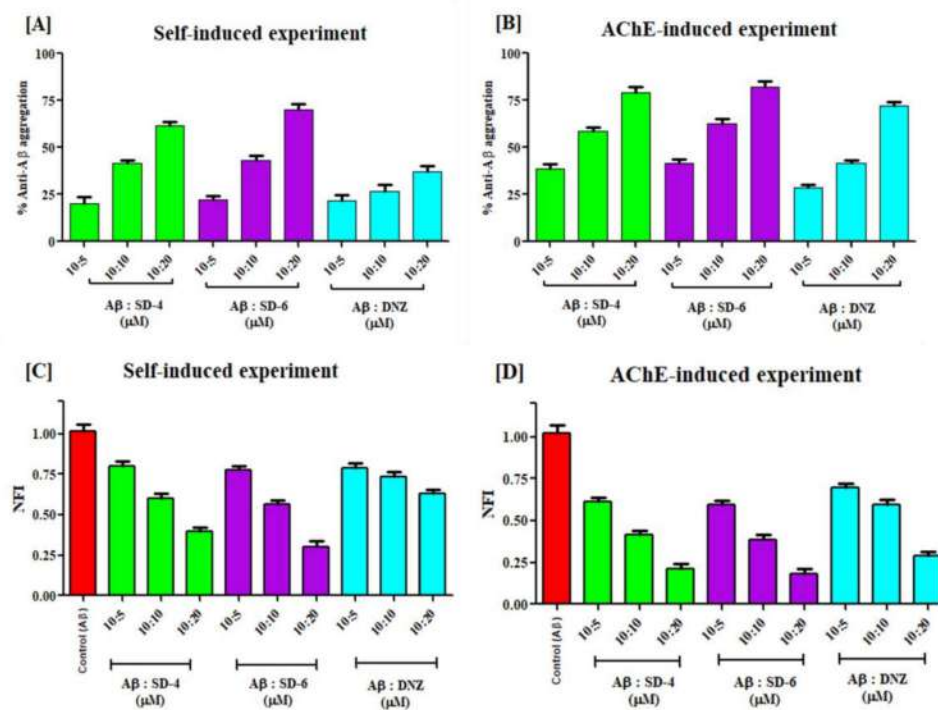 [A]
Self-induced experiment
% Anti-Aβ aggregation
100
75
50
25
0
10:5 10:10 10:20 10:5 10:10 10:20 10:5 10:10 10:20
Aβ : SD-4 Aβ : SD-6 Aβ : DNZ
(μM) (μM) (μM)
[B]
AChE-induced experiment
% Anti-Aβ aggregation
100
75
50
25
0
10:5 10:10 10:20 10:5 10:10 10:20 10:5 10:10 10:20
Aβ : SD-4 Aβ : SD-6 Aβ : DNZ
(μM) (μM) (μM)
[C]
Self-induced experiment
NFI
1.00
0.75
0.50
0.25
0.00
Control (Aβ) 10:5 10:10 10:20 10:5 10:10 10:20 10:5 10:10 10:20
Aβ : SD-4 Aβ : SD-6 Aβ : DNZ
(μM) (μM) (μM)
[D]
AChE-induced experiment
NFI
1.00
0.75
0.50
0.25
0.00
Control (Aβ) 10:5 10:10 10:20 10:5 10:10 10:20 10:5 10:10 10:20
Aβ : SD-4 Aβ : SD-6 Aβ : DNZ
(μM) (μM) (μM)